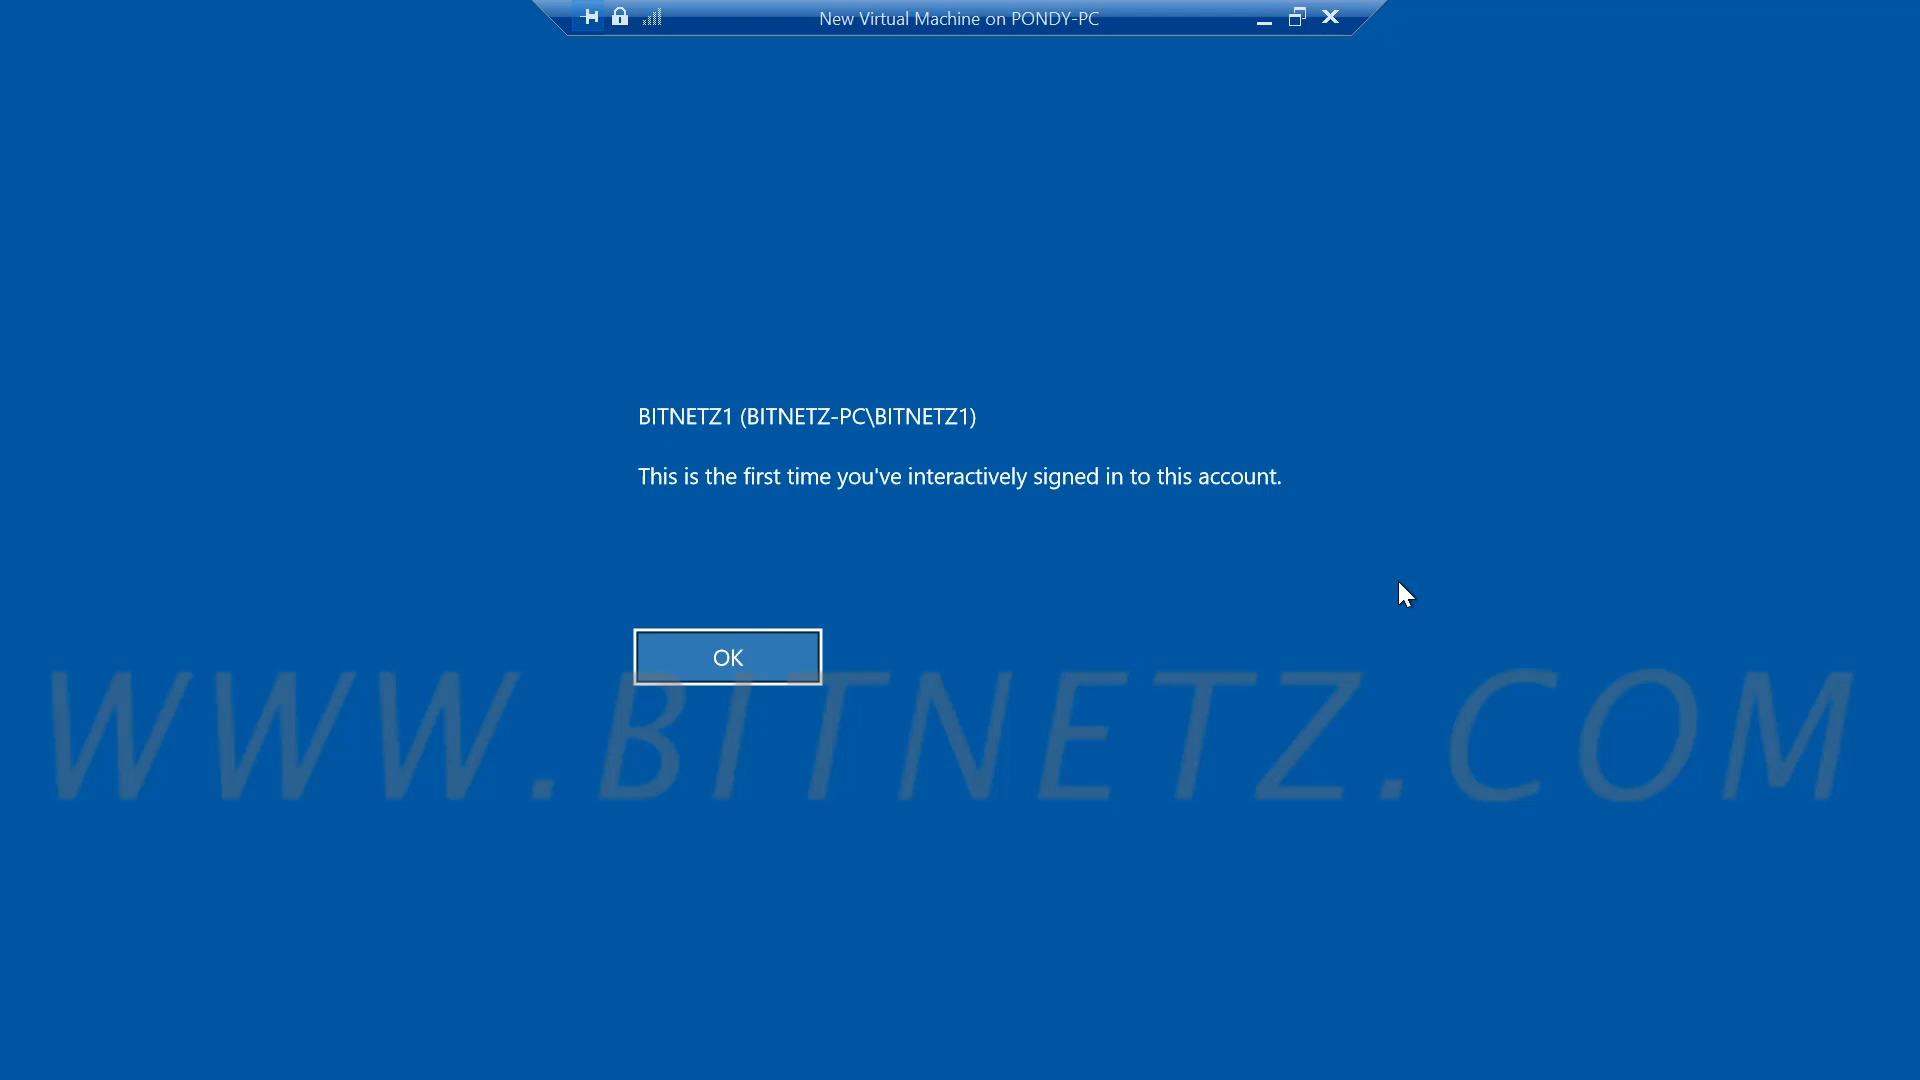 New Virtual Machine on PONDY-PC
BITNETZ1 (BITNETZ-PC\BITNETZ1)
This is the first time you've interactively signed in to this account.
OK
WWW.BITNETZ.COM